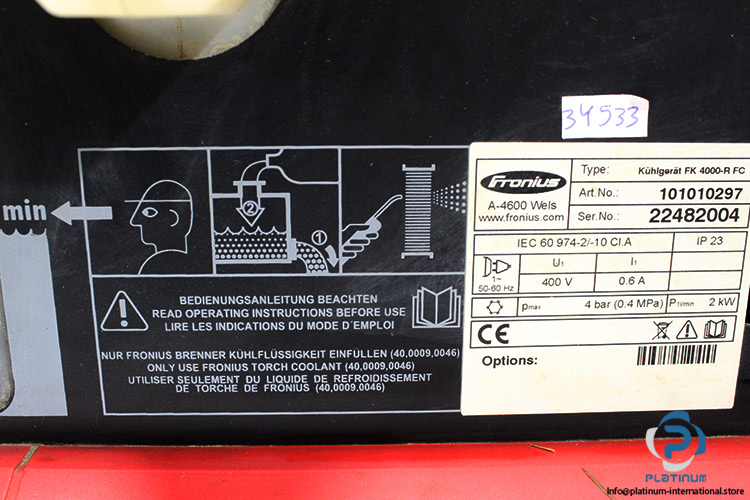 34533
min
②
①
BEDIENUNGSANLEITUNG BEACHTEN
READ OPERATING INSTRUCTIONS BEFORE USE
LIRE LES INDICATIONS DU MODE D´EMPLOI
NUR FRONIUS BRENNER KÜHLFLÜSSIGKEIT EINFÜLLEN (40,0009,0046)
ONLY USE FRONIUS TORCH COOLANT (40,0009,0046)
UTILISER SEULEMENT DU LIQUIDE DE REFROIDISSEMENT
DE TORCHE DE FRONIUS (40,0009,0046)
Fronius
A-4600 Wels
www.fronius.com
Type: Kühlgerät FK 4000-R FC
Art.No.: 101010297
Ser.No.: 22482004
IEC 60 974-2/-10 Cl.A IP 23
1~
50-60 Hz
U1 I1
400 V 0.6 A
pmax 4 bar (0.4 MPa) P1l/min 2 kW
CE
Options:
PLATINUM
Info@platinum-international.store